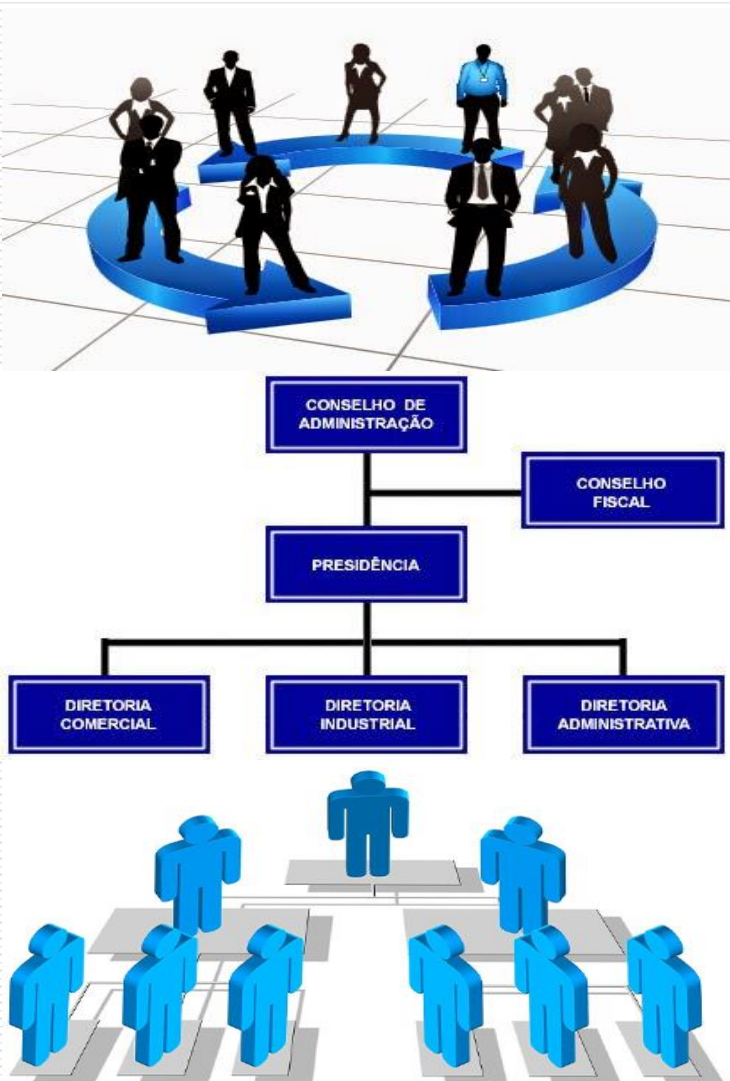 CONSELHO DE
ADMINISTRAÇÃO
CONSELHO
FISCAL
PRESIDÊNCIA
DIRETORIA
COMERCIAL
DIRETORIA
INDUSTRIAL
DIRETORIA
ADMINISTRATIVA